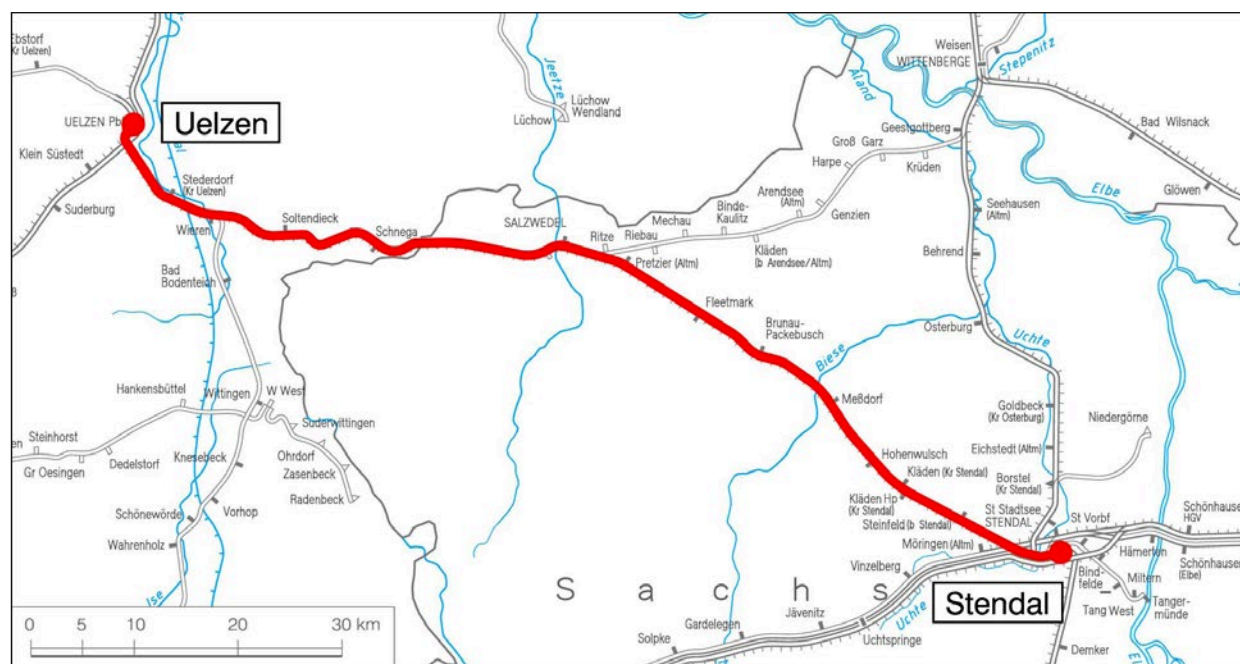 Ebstorf
(Kr Uelzen)
UELZEN Pb
Uelzen
Klein Süstedt
Suderburg
Stederdorf
(Kr Uelzen)
Wieren
Soltendieck
Schnega
Bad
Bodenteich
Jeetze
Lüchow
Wendland
Lüchow
SALZWEDEL
Ritze
Riebau
Mechau
Binde-
Kaulitz
Arendsee
(Altm)
Harpe
Groß Garz
Geestgottberg
Krüden
Genzien
Kläden
(b Arendsee/Altm)
Pretzier (Altm)
Fleetmark
Brunau-
Packebusch
Biese
Meßdorf
Hohenwulsch
Kläden (Kr Stendal)
Kläden Hp
(Kr Stendal)
Steinfeld (b Stendal)
Möringen (Altm)
Vinzelberg
Weisen
WITTENBERGE
Stepenitz
Aland
Bad Wilsnack
Glöwen
Elbe
Seehausen
(Altm)
Behrend
Osterburg
Uchte
Goldbeck
(Kr Osterburg)
Niedergörne
Eichstedt (Altm)
Borstel
(Kr Stendal)
St Stadtsee
STENDAL
St Vorbf
Schönhausen
HGV
Hämerten
Schönhausen
(Elbe)
Bind-
felde
Miltern
Tang West
Tanger-
münde
Demker
Stendal
Uchte
Uchtspringe
Jävenitz
Gardelegen
Solpke
S a c h s
Hankensbüttel
Wittingen
W West
Suderwittingen
Steinhorst
Gr Oesingen
Dedelstorf
Knesebeck
Ohrdorf
Zasenbeck
Radenbeck
Vorhop
Schönewörde
Wahrenholz
Ise
0 10 20 30 km